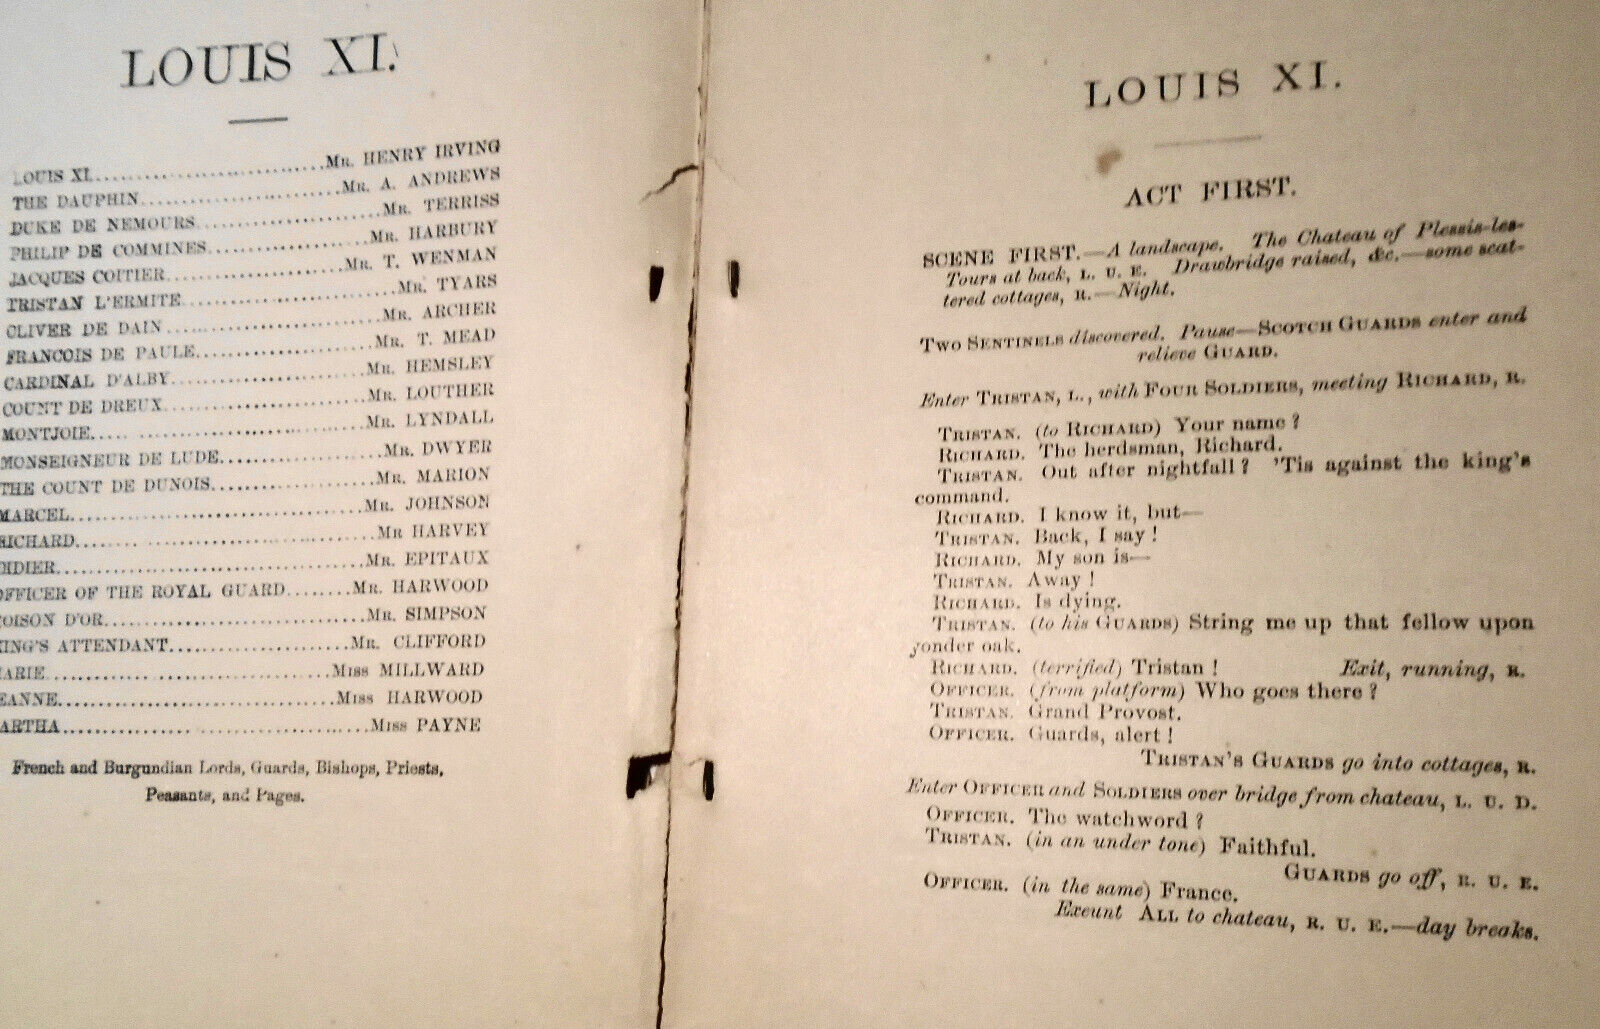 LOUIS XI.
LOUIS XI.................................Mr. HENRY IRVING
THE DAUPHIN..............................Mr. A. ANDREWS
DUKE DE NEMOURS...........................Mr. TERRISS
PHILIP DE COMMINES........................Mr. HARBURY
JACQUES COITIER..........................Mr. T. WENMAN
TRISTAN L'ERMITE..............................Mr. TYARS
OLIVER DE DAIN..............................Mr. ARCHER
FRANCOIS DE PAULE.........................Mr. T. MEAD
CARDINAL D'ALBY...........................Mr. HEMSLEY
COUNT DE DREUX............................Mr. LOUTHER
MONTJOIE..... ............................Mr. LYNDALL
MONSEIGNEUR DE LUDE........................Mr. DWYER
THE COUNT DE DUNOIS.......................Mr. MARION
MARCEL.....................................Mr. JOHNSON
RICHARD......... ............................Mr HARVEY
DIDIER......................................Mr. EPITAUX
OFFICER OF THE ROYAL GUARD........Mr. HARWOOD
TOISON D'OR.................................Mr. SIMPSON
KING'S ATTENDANT......................Mr. CLIFFORD
MARIE.....................................Miss MILLWARD
JEANNE...................................Miss HARWOOD
MARTHA........................................Miss PAYNE
French and Burgundian Lords, Guards, Bishops, Priests,
Peasants, and Pages.
LOUIS XI.
ACT FIRST.
SCENE FIRST.—A landscape. The Chateau of Plessis-les-
Tours at back, L. U. E. Drawbridge raised, &c.—some scat-
tered cottages, R.—Night.
Two Sentinels discovered. Pause—Scotch Guards enter and
relieve Guard.
Enter Tristan, L., with Four Soldiers, meeting Richard, R.
Tristan. (to Richard) Your name?
Richard. The herdsman, Richard.
Tristan. Out after nightfall? 'Tis against the king's
command.
Richard. I know it, but—
Tristan. Back, I say!
Richard. My son is—
Tristan. Away!
Richard. Is dying.
Tristan. (to his Guards) String me up that fellow upon
yonder oak.
Richard. (terrified) Tristan! Exit, running, R.
Officer. (from platform) Who goes there?
Tristan. Grand Provost.
Officer. Guards, alert!
Tristan's Guards go into cottages, R.
Enter Officer and Soldiers over bridge from chateau, L. U. D.
Officer. The watchword?
Tristan. (in an under tone) Faithful.
Guards go off, R. U. E.
Officer. (in the same) France.
Exeunt All to chateau, R. U. E.—day breaks.